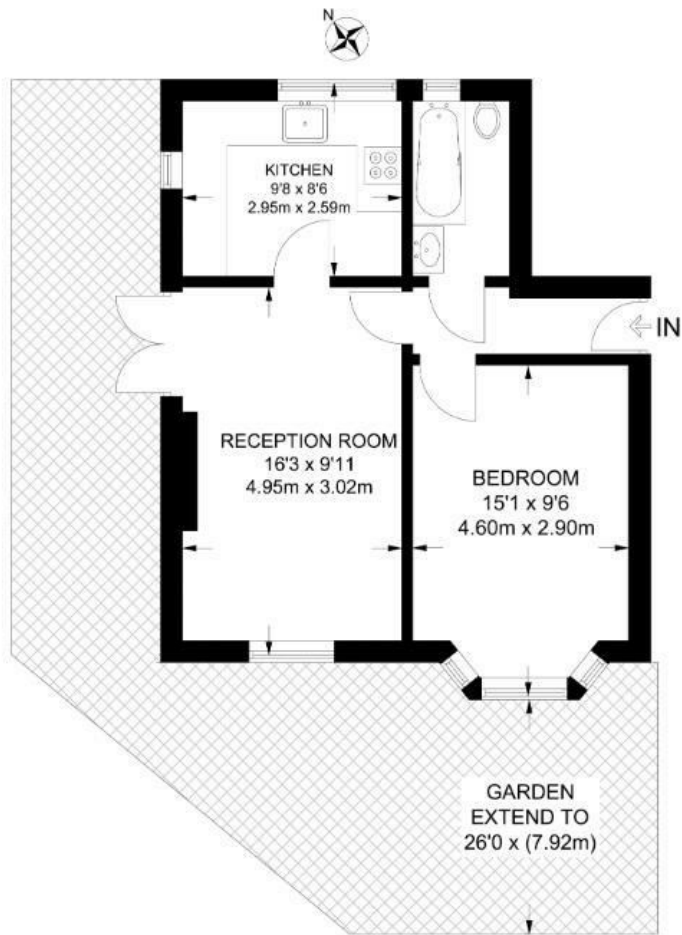 N
KITCHEN
9'8 x 8'6
2.95m x 2.59m
IN
RECEPTION ROOM
16'3 x 9'11
4.95m x 3.02m
BEDROOM
15'1 x 9'6
4.60m x 2.90m
GARDEN
EXTEND TO
26'0 x (7.92m)